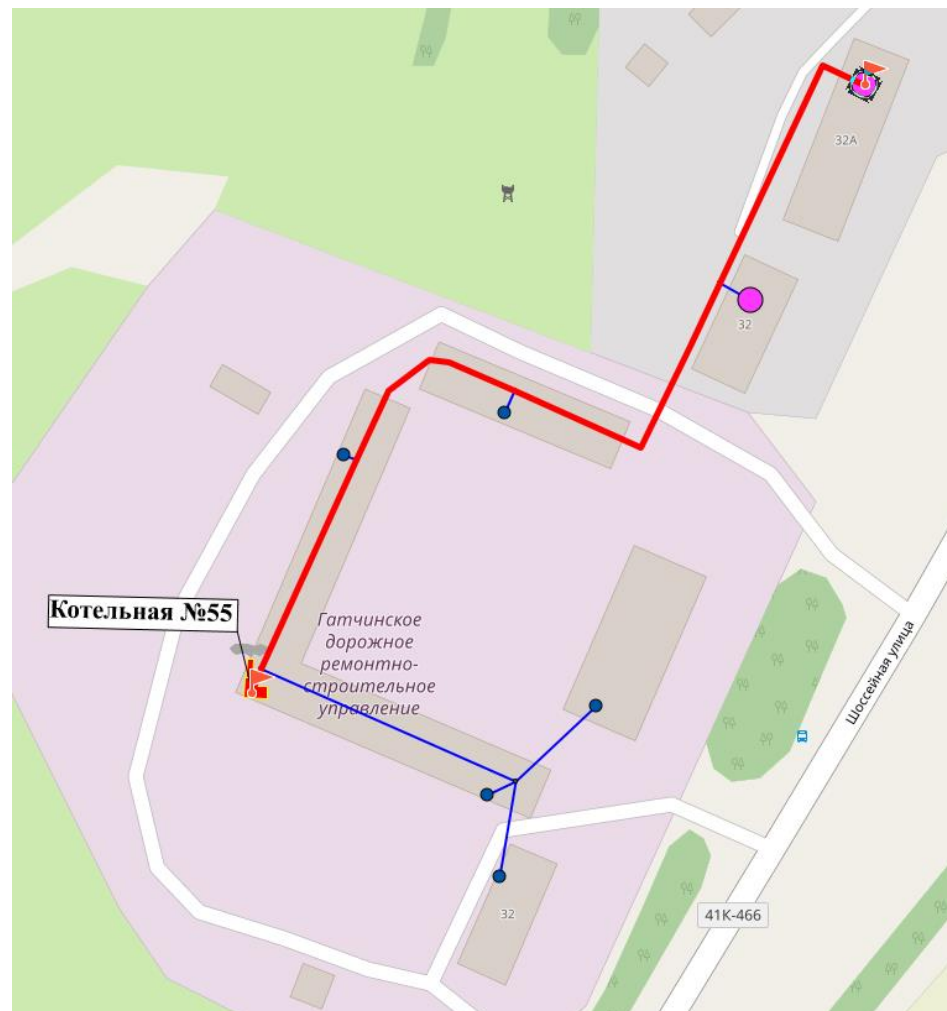 32А
32
Котельная №55
Гатчинское
дорожное
ремонтно-
строительное
управление
Шоссейная улица
32
41К-466